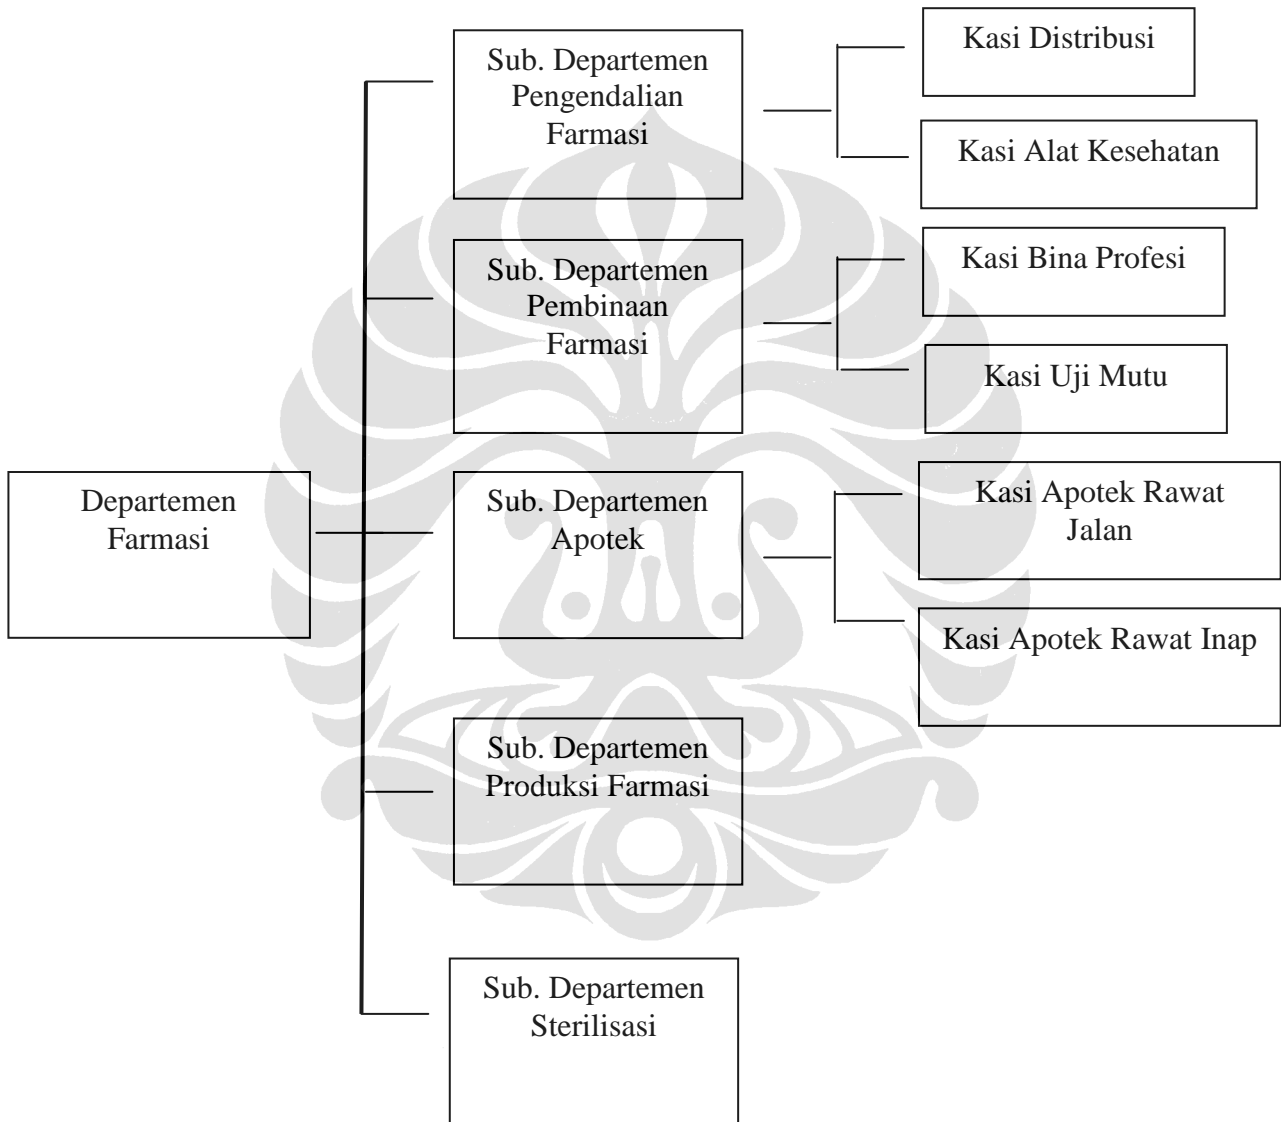 Departemen
Farmasi
Sub. Departemen
Pengendalian
Farmasi
Kasi Distribusi
Kasi Alat Kesehatan
Sub. Departemen
Pembinaan
Farmasi
Kasi Bina Profesi
Kasi Uji Mutu
Sub. Departemen
Apotek
Kasi Apotek Rawat
Jalan
Kasi Apotek Rawat Inap
Sub. Departemen
Produksi Farmasi
Sub. Departemen
Sterilisasi